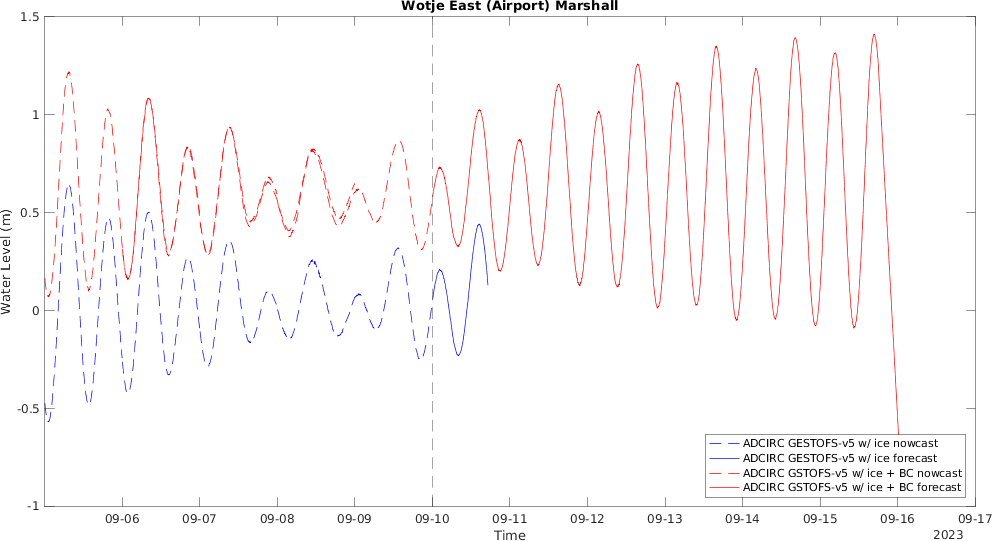 Wotje East (Airport) Marshall
1.5
1
0.5
0
-0.5
-1
Water Level (m)
ADCIRC GESTOFS-v5 w/ ice nowcast
ADCIRC GESTOFS-v5 w/ ice forecast
ADCIRC GSTOFS-v5 w/ ice + BC nowcast
ADCIRC GSTOFS-v5 w/ ice + BC forecast
09-06 09-07 09-08 09-09 09-10 09-11 09-12 09-13 09-14 09-15 09-16 09-17
Time
2023